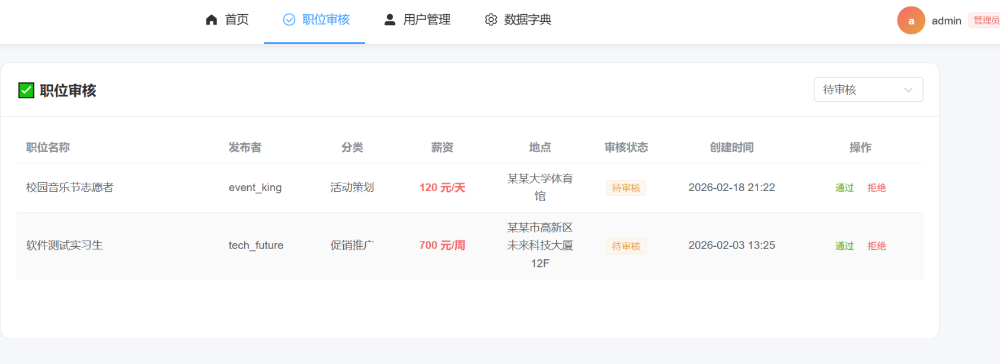 首页 职位审核 用户管理 数据字典 a admin 管理员
职位审核 待审核
职位名称 发布者 分类 薪资 地点 审核状态 创建时间 操作
校园音乐节志愿者 event_king 活动策划 120 元/天 某某大学体育 待审核 2026-02-18 21:22 通过 拒绝
馆
某某市高新区
软件测试实习生 tech_future 促销推广 700 元/周 未来科技大厦 待审核 2026-02-03 13:25 通过 拒绝
12F